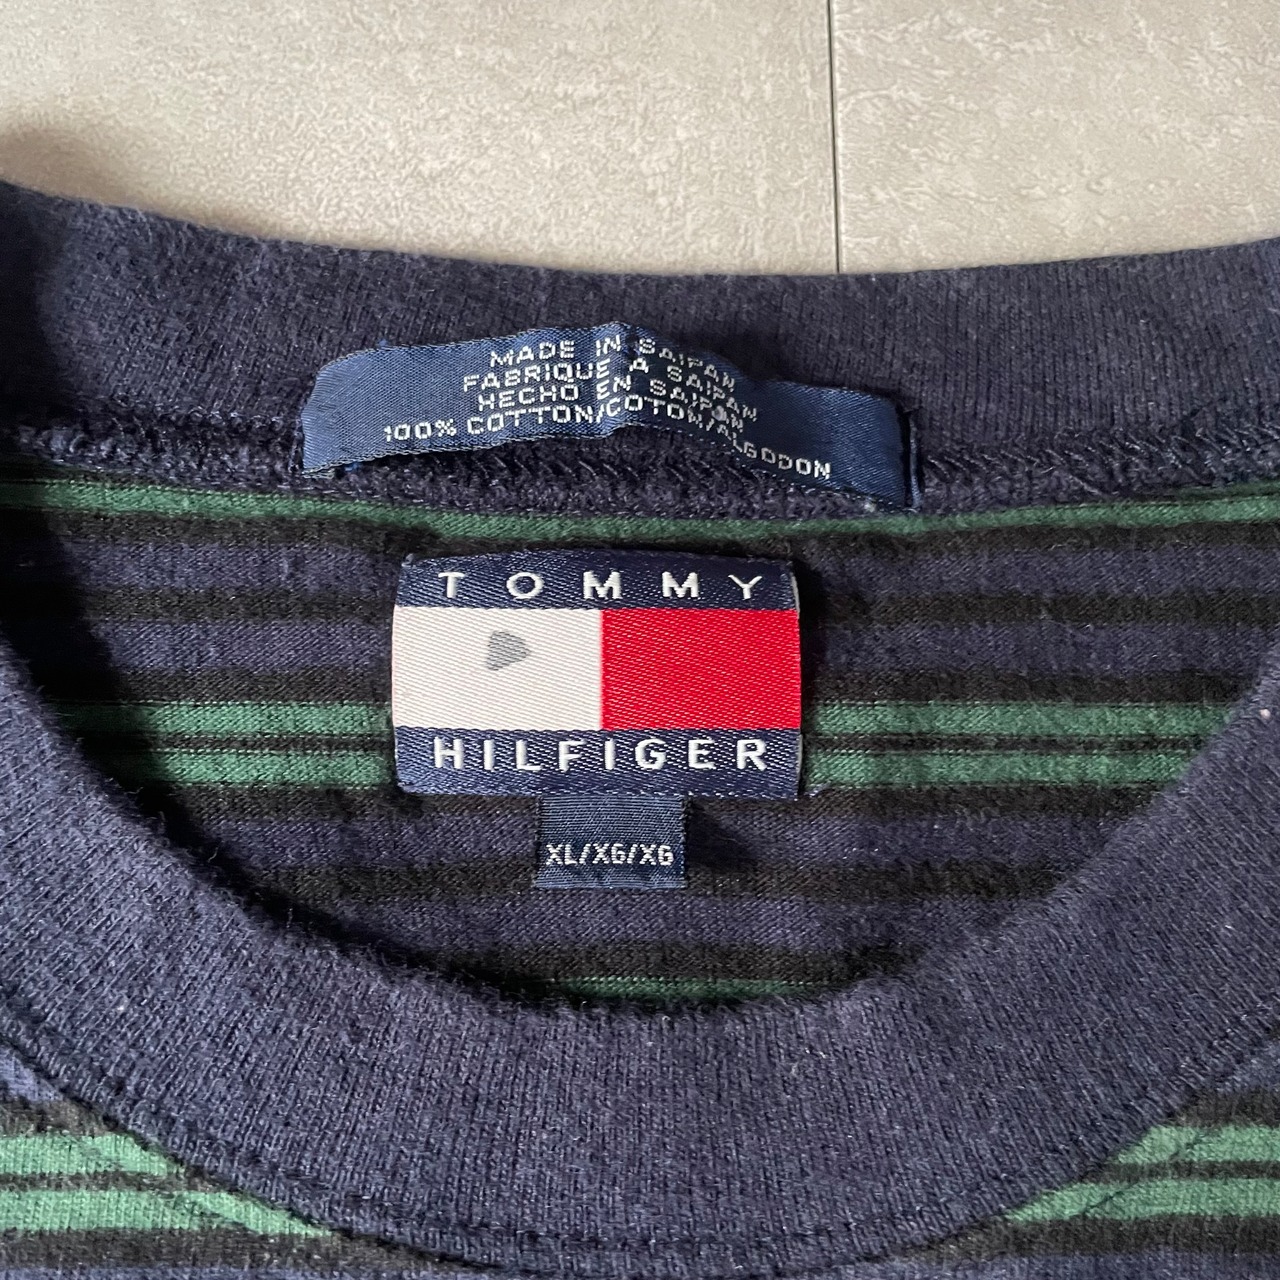 MADE IN SAIPAN
FABRIQUE A SAIPAN
HECHO EN SAIPAN
100% COTTON/COTON/ALGODON
TOMMY
HILFIGER
XL/XG/XG